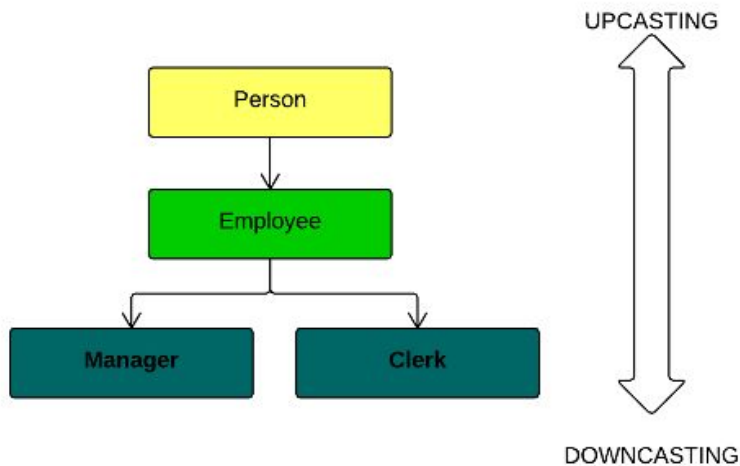 UPCASTING
Person
Employee
Manager
Clerk
DOWNCASTING